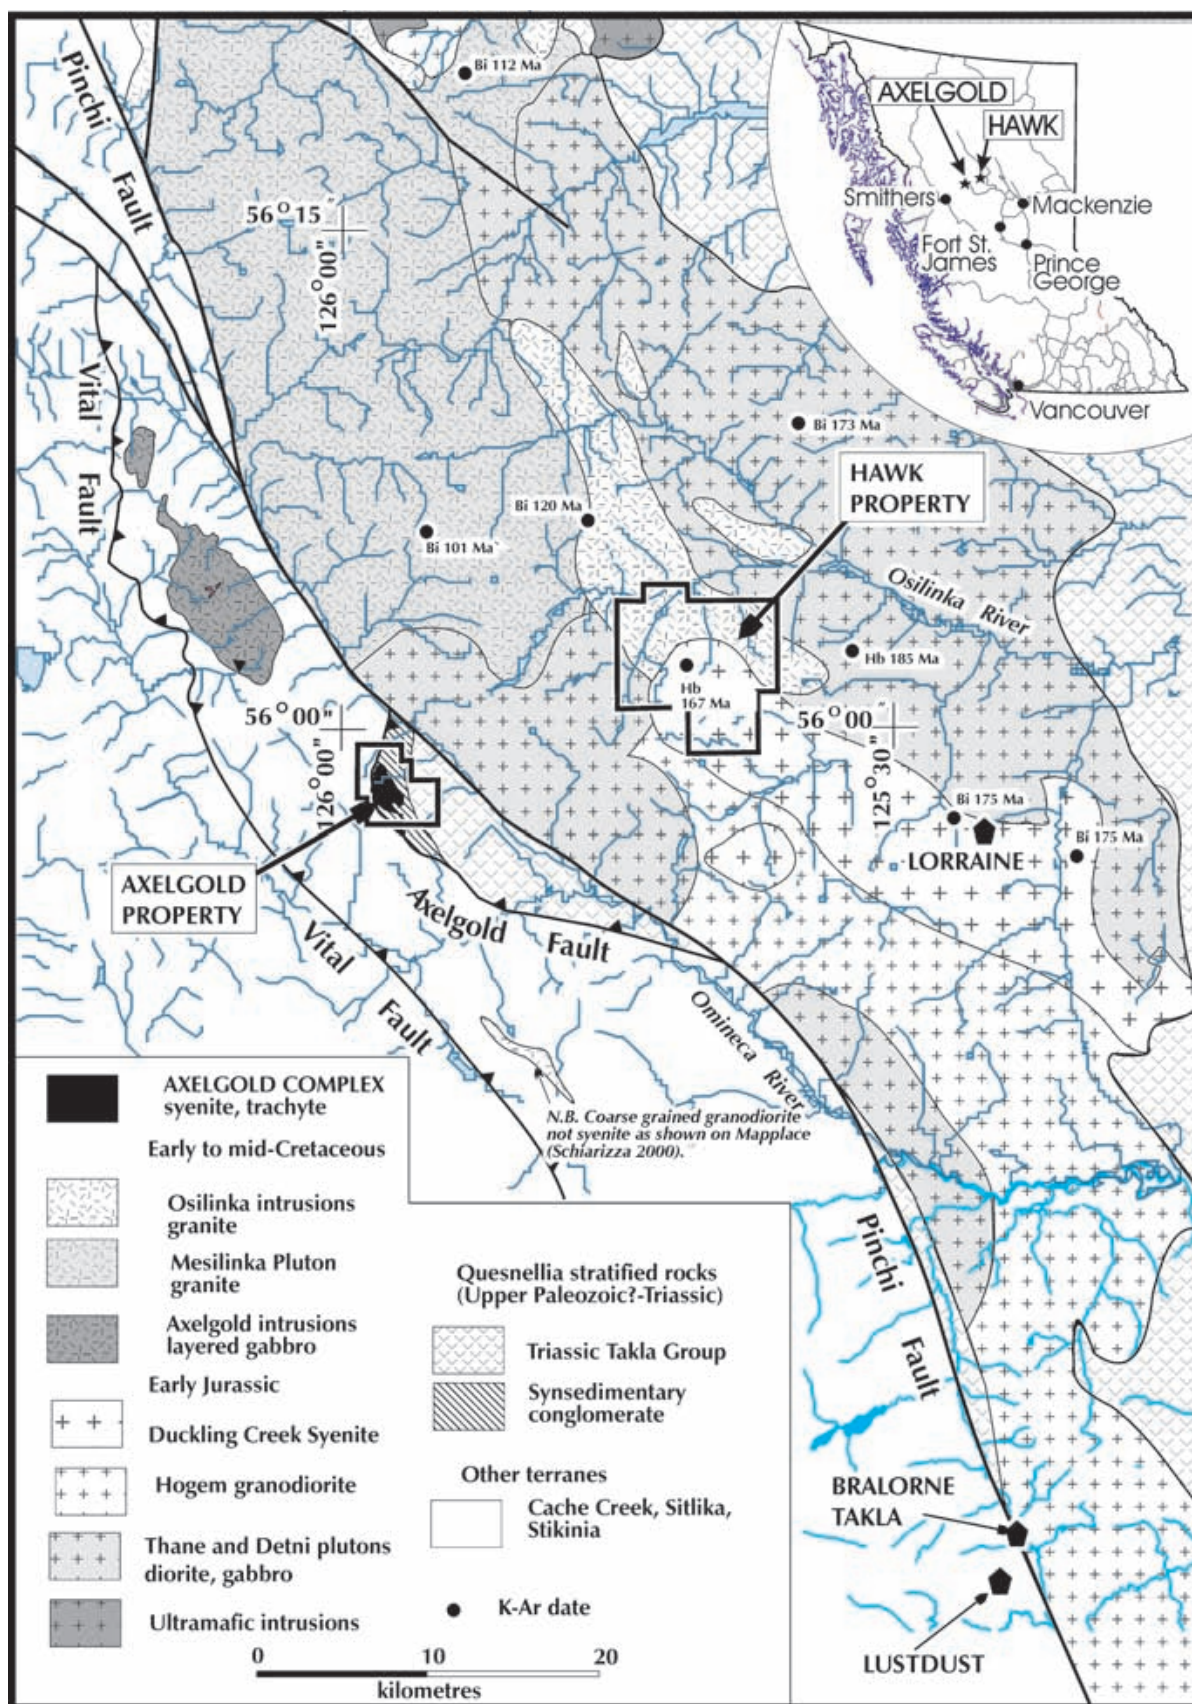 Pinchi
Fault
Bi 112 Ma
AXELGOLD
HAWK
Smithers
Mackenzie
Fort St.
James
Prince
George
Vancouver
56° 15"
126° 00"
Vital
Fault
Bi 173 Ma
HAWK
PROPERTY
Bi 120 Ma
Bi 101 Ma
Osilinka River
Hb 185 Ma
Hb
167 Ma
56° 00"
126° 00"
56° 00"
125° 30"
Bi 175 Ma
LORRAINE
Bi 175 Ma
AXELGOLD
PROPERTY
Axelgold
Fault
Vital
Fault
Omineca River
N.B. Coarse grained granodiorite
not syenite as shown on Mapplace
(Schiarizza 2000).
Pinchi
Fault
BRALORNE
TAKLA
LUSTDUST
AXELGOLD COMPLEX
syenite, trachyte
Early to mid-Cretaceous
Osilinka intrusions
granite
Mesilinka Pluton
granite
Axelgold intrusions
layered gabbro
Early Jurassic
Duckling Creek Syenite
Hogem granodiorite
Thane and Detni plutons
diorite, gabbro
Ultramafic intrusions
Quesnellia stratified rocks
(Upper Paleozoic?-Triassic)
Triassic Takla Group
Synsedimentary
conglomerate
Other terranes
Cache Creek, Sitlika,
Stikinia
K-Ar date
0 10 20
kilometres